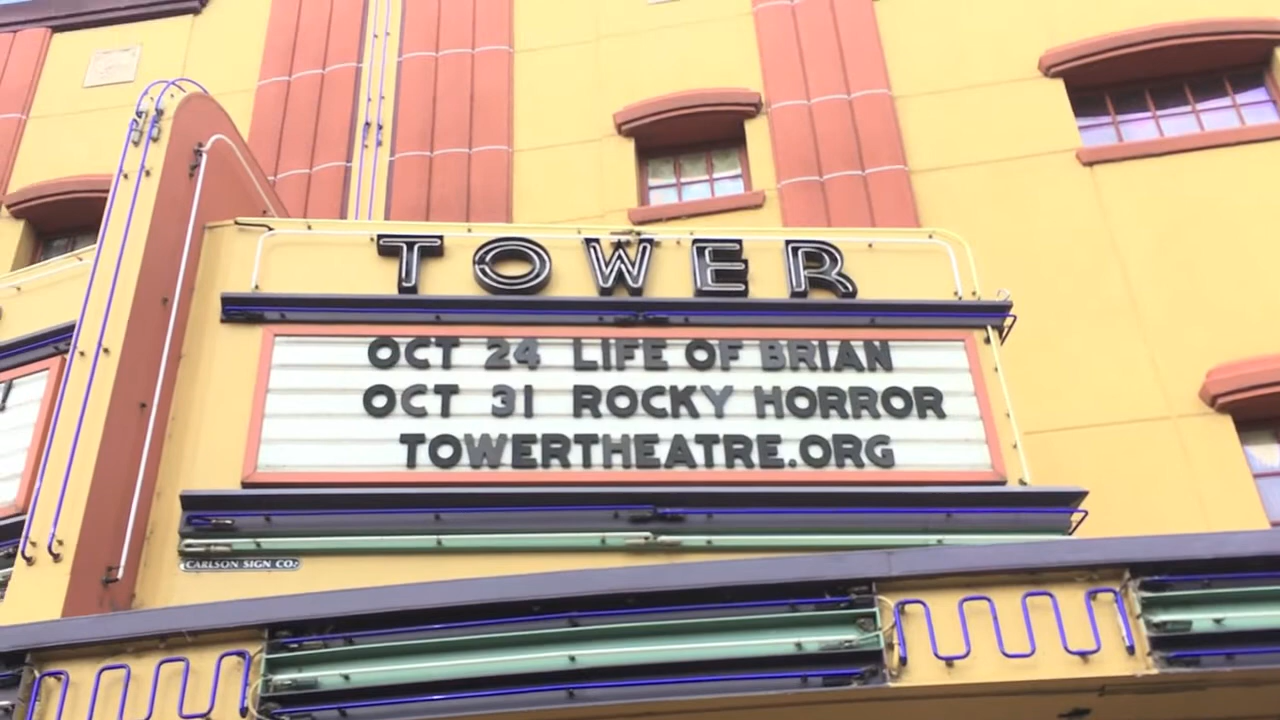 TOWER
OCT 24 LIFE OF BRIAN
OCT 31 ROCKY HORROR
TOWERTHEATRE.ORG
CARLSON SIGN CO.